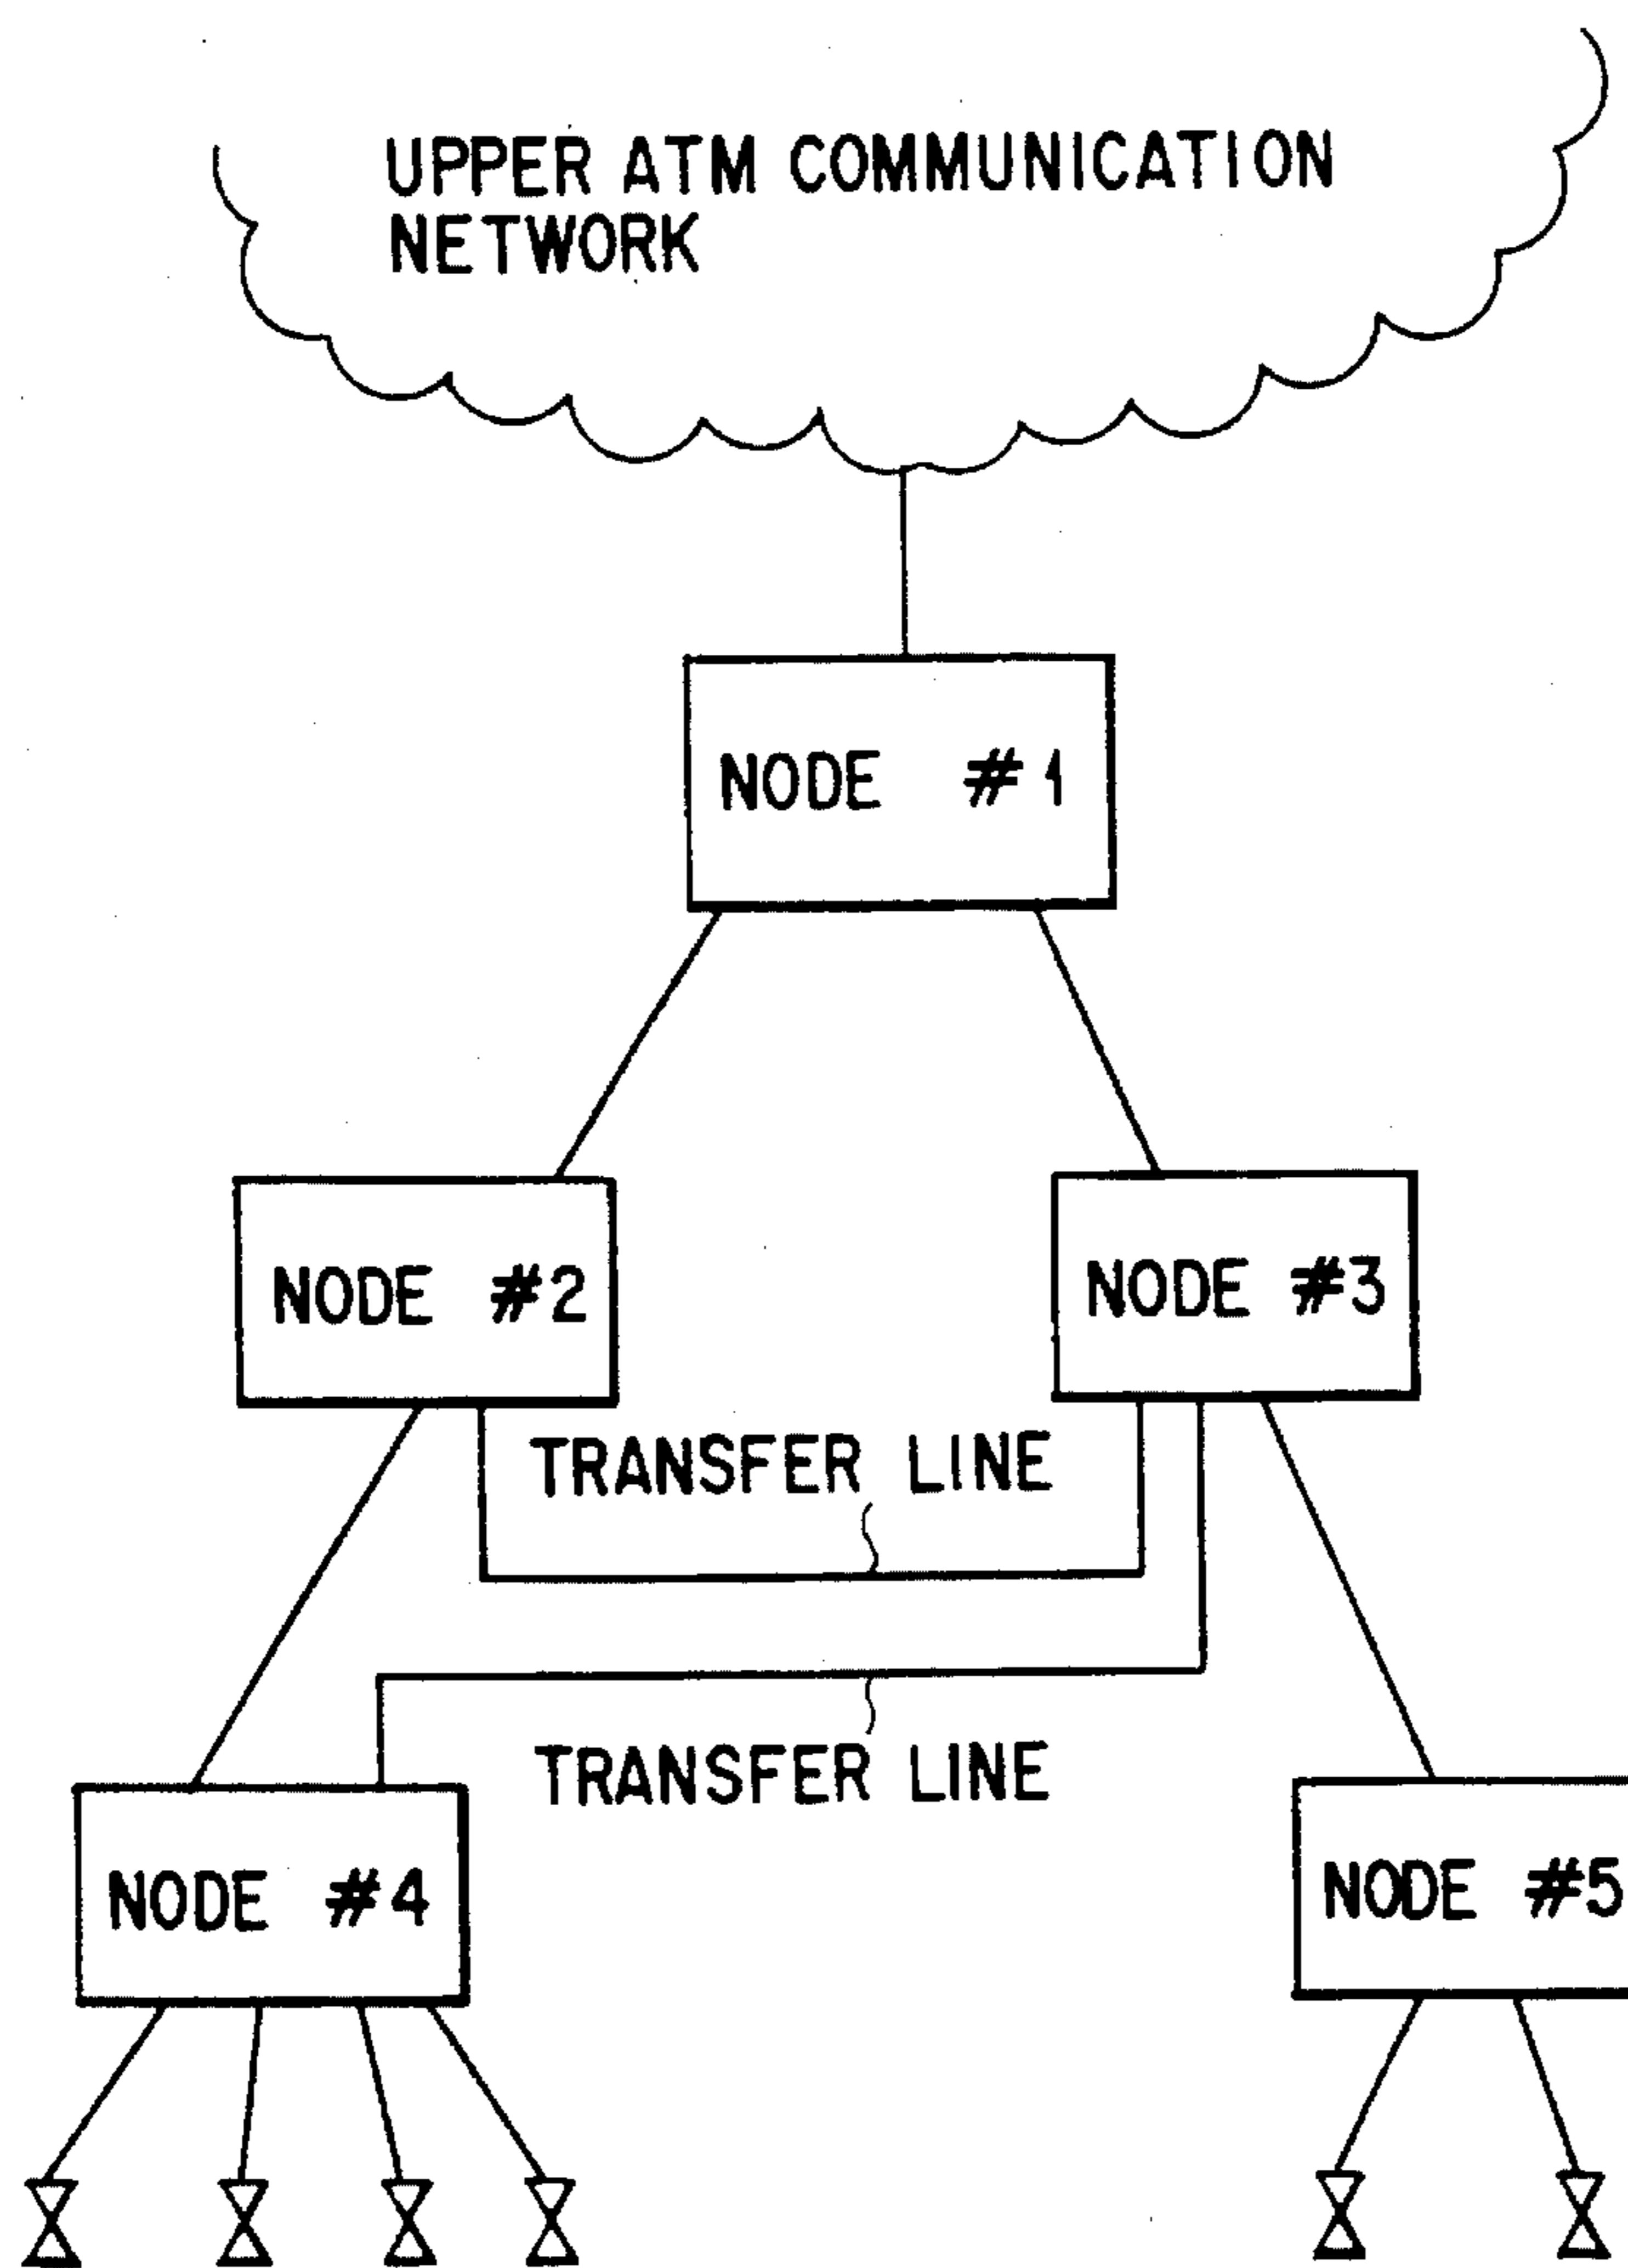 UPPER ATM COMMUNICATION
NETWORK
NODE #1
NODE #2
NODE #3
TRANSFER LINE
TRANSFER LINE
NODE #4
NODE #5